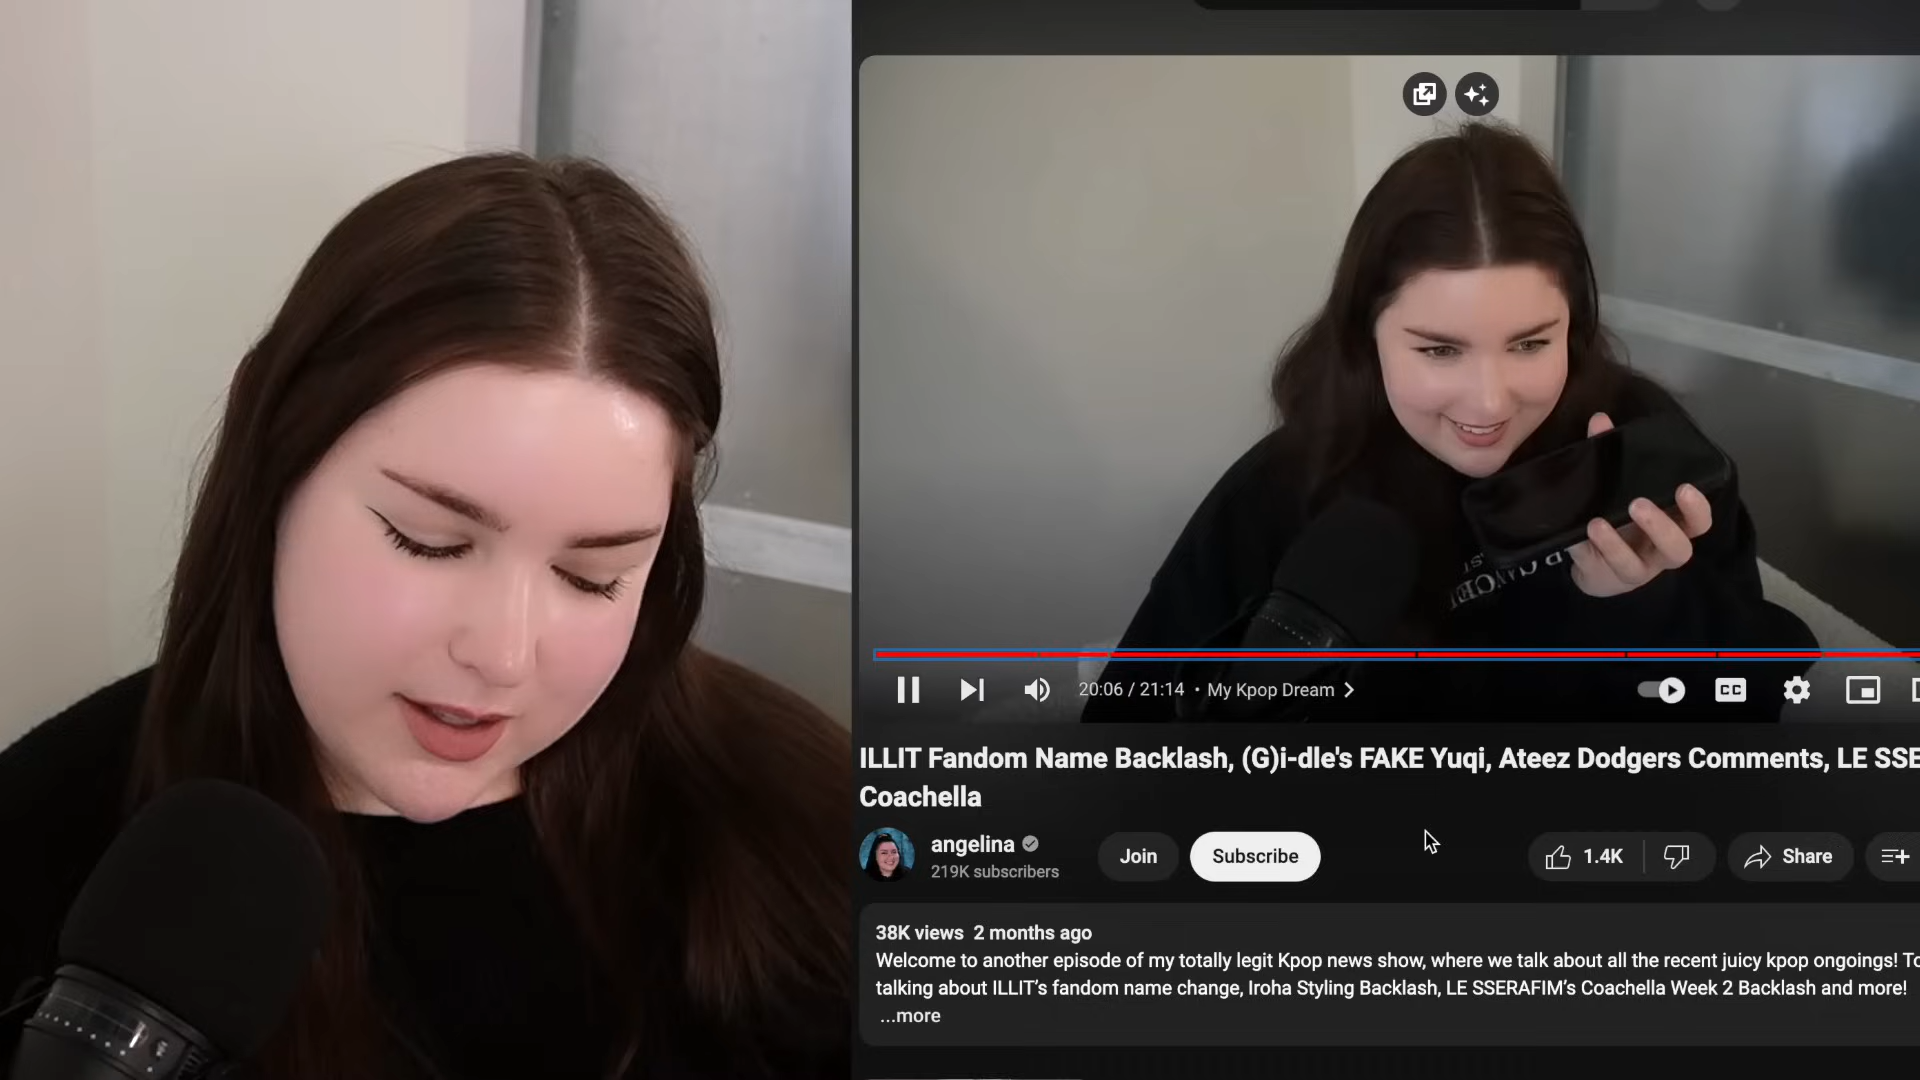 20:06 / 21:14 • My Kpop Dream
CC
ILLIT Fandom Name Backlash, (G)i-dle's FAKE Yuqi, Ateez Dodgers Comments, LE SSE
Coachella
angelina
219K subscribers
Join
Subscribe
1.4K
Share
38K views 2 months ago
Welcome to another episode of my totally legit Kpop news show, where we talk about all the recent juicy kpop ongoings! To
talking about ILLIT's fandom name change, Iroha Styling Backlash, LE SSERAFIM's Coachella Week 2 Backlash and more!
...more